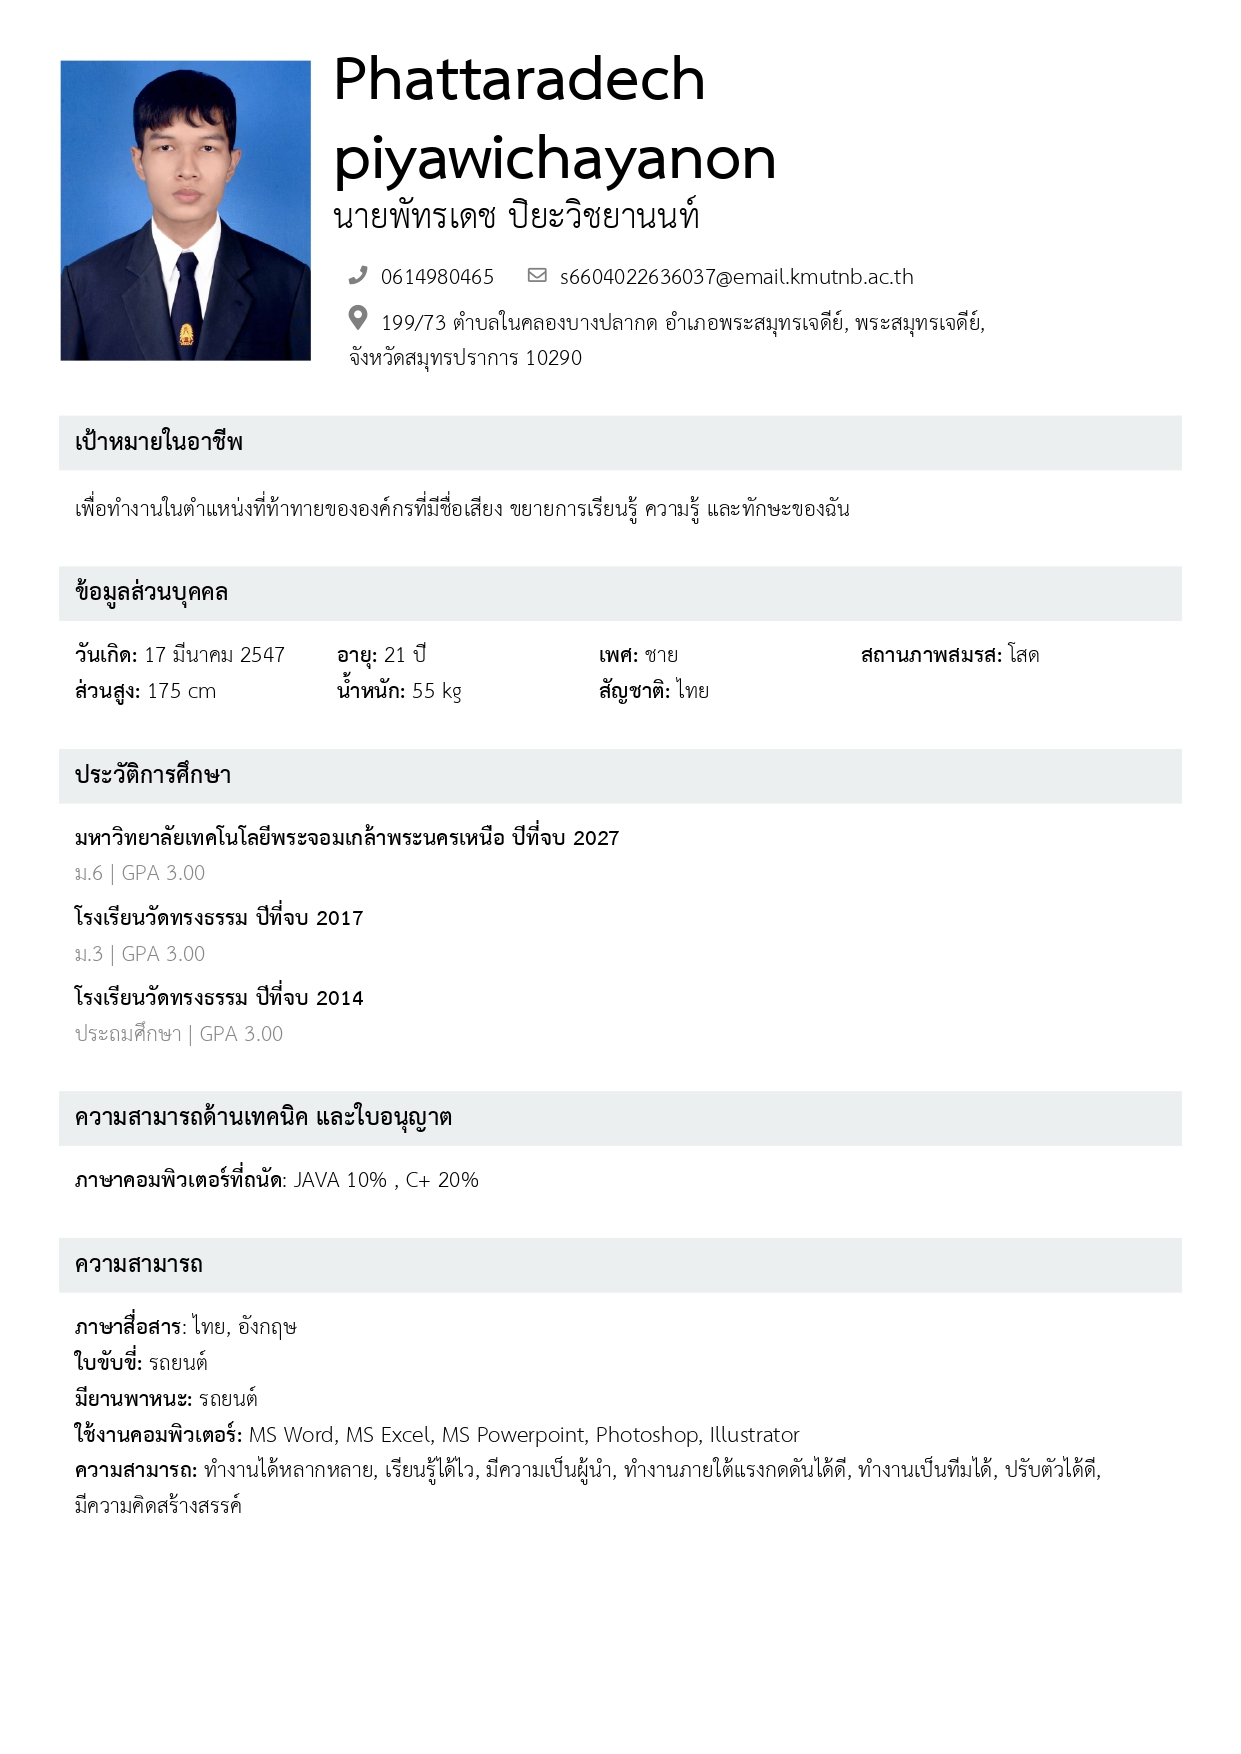 Phattaradech
piyawichayanon
นายพัทรเดช ปิยะวิชยานนท์
0614980465 s6604022636037@email.kmutnb.ac.th
199/73 ตำบลในคลองบางปลากด อำเภอพระสมุทรเจดีย์, พระสมุทรเจดีย์,
จังหวัดสมุทรปราการ 10290
เป้าหมายในอาชีพ
เพื่อทำงานในตำแหน่งที่ท้าทายขององค์กรที่มีชื่อเสียง ขยายการเรียนรู้ ความรู้ และทักษะของฉัน
ข้อมูลส่วนบุคคล
วันเกิด: 17 มีนาคม 2547 อายุ: 21 ปี เพศ: ชาย สถานภาพสมรส: โสด
ส่วนสูง: 175 cm น้ำหนัก: 55 kg สัญชาติ: ไทย
ประวัติการศึกษา
มหาวิทยาลัยเทคโนโลยีพระจอมเกล้าพระนครเหนือ ปีที่จบ 2027
ม.6 | GPA 3.00
โรงเรียนวัดทรงธรรม ปีที่จบ 2017
ม.3 | GPA 3.00
โรงเรียนวัดทรงธรรม ปีที่จบ 2014
ประถมศึกษา | GPA 3.00
ความสามารถด้านเทคนิค และใบอนุญาต
ภาษาคอมพิวเตอร์ที่ถนัด: JAVA 10% , C+ 20%
ความสามารถ
ภาษาสื่อสาร: ไทย, อังกฤษ
ใบขับขี่: รถยนต์
มียานพาหนะ: รถยนต์
ใช้งานคอมพิวเตอร์: MS Word, MS Excel, MS Powerpoint, Photoshop, Illustrator
ความสามารถ: ทำงานได้หลากหลาย, เรียนรู้ได้ไว, มีความเป็นผู้นำ, ทำงานภายใต้แรงกดดันได้ดี, ทำงานเป็นทีมได้, ปรับตัวได้ดี,
มีความคิดสร้างสรรค์